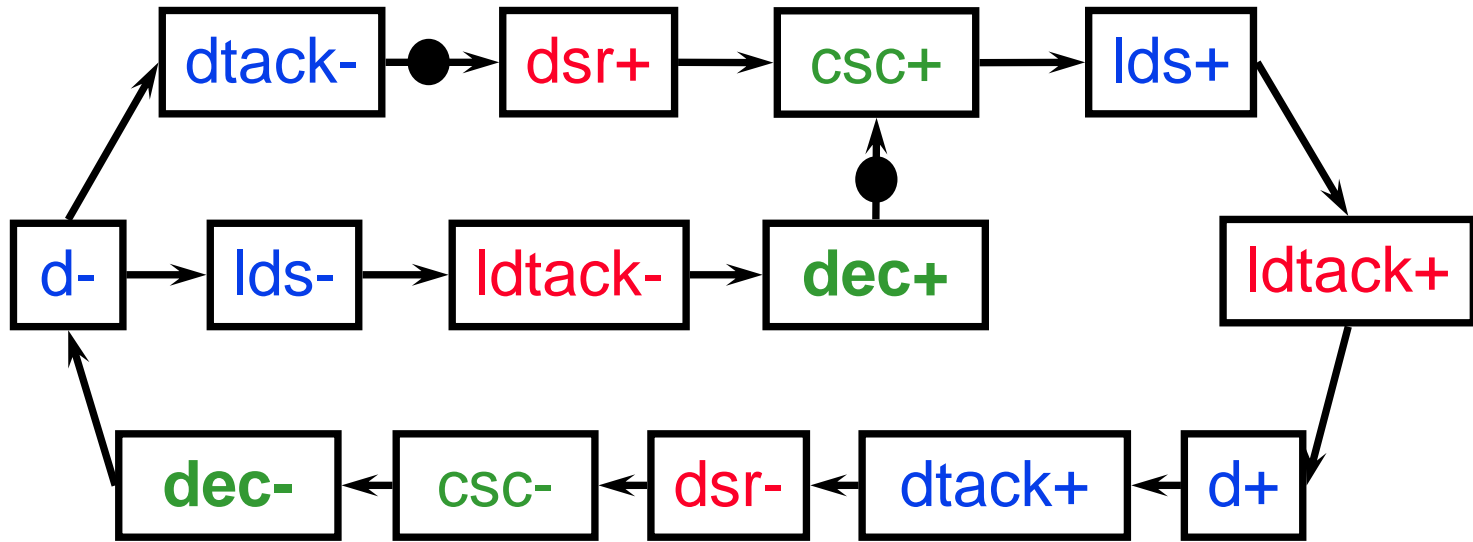 dtack- dsr+ csc+ lds+
d- lds- ldtack- dec+ ldtack+
dec- csc- dsr- dtack+ d+